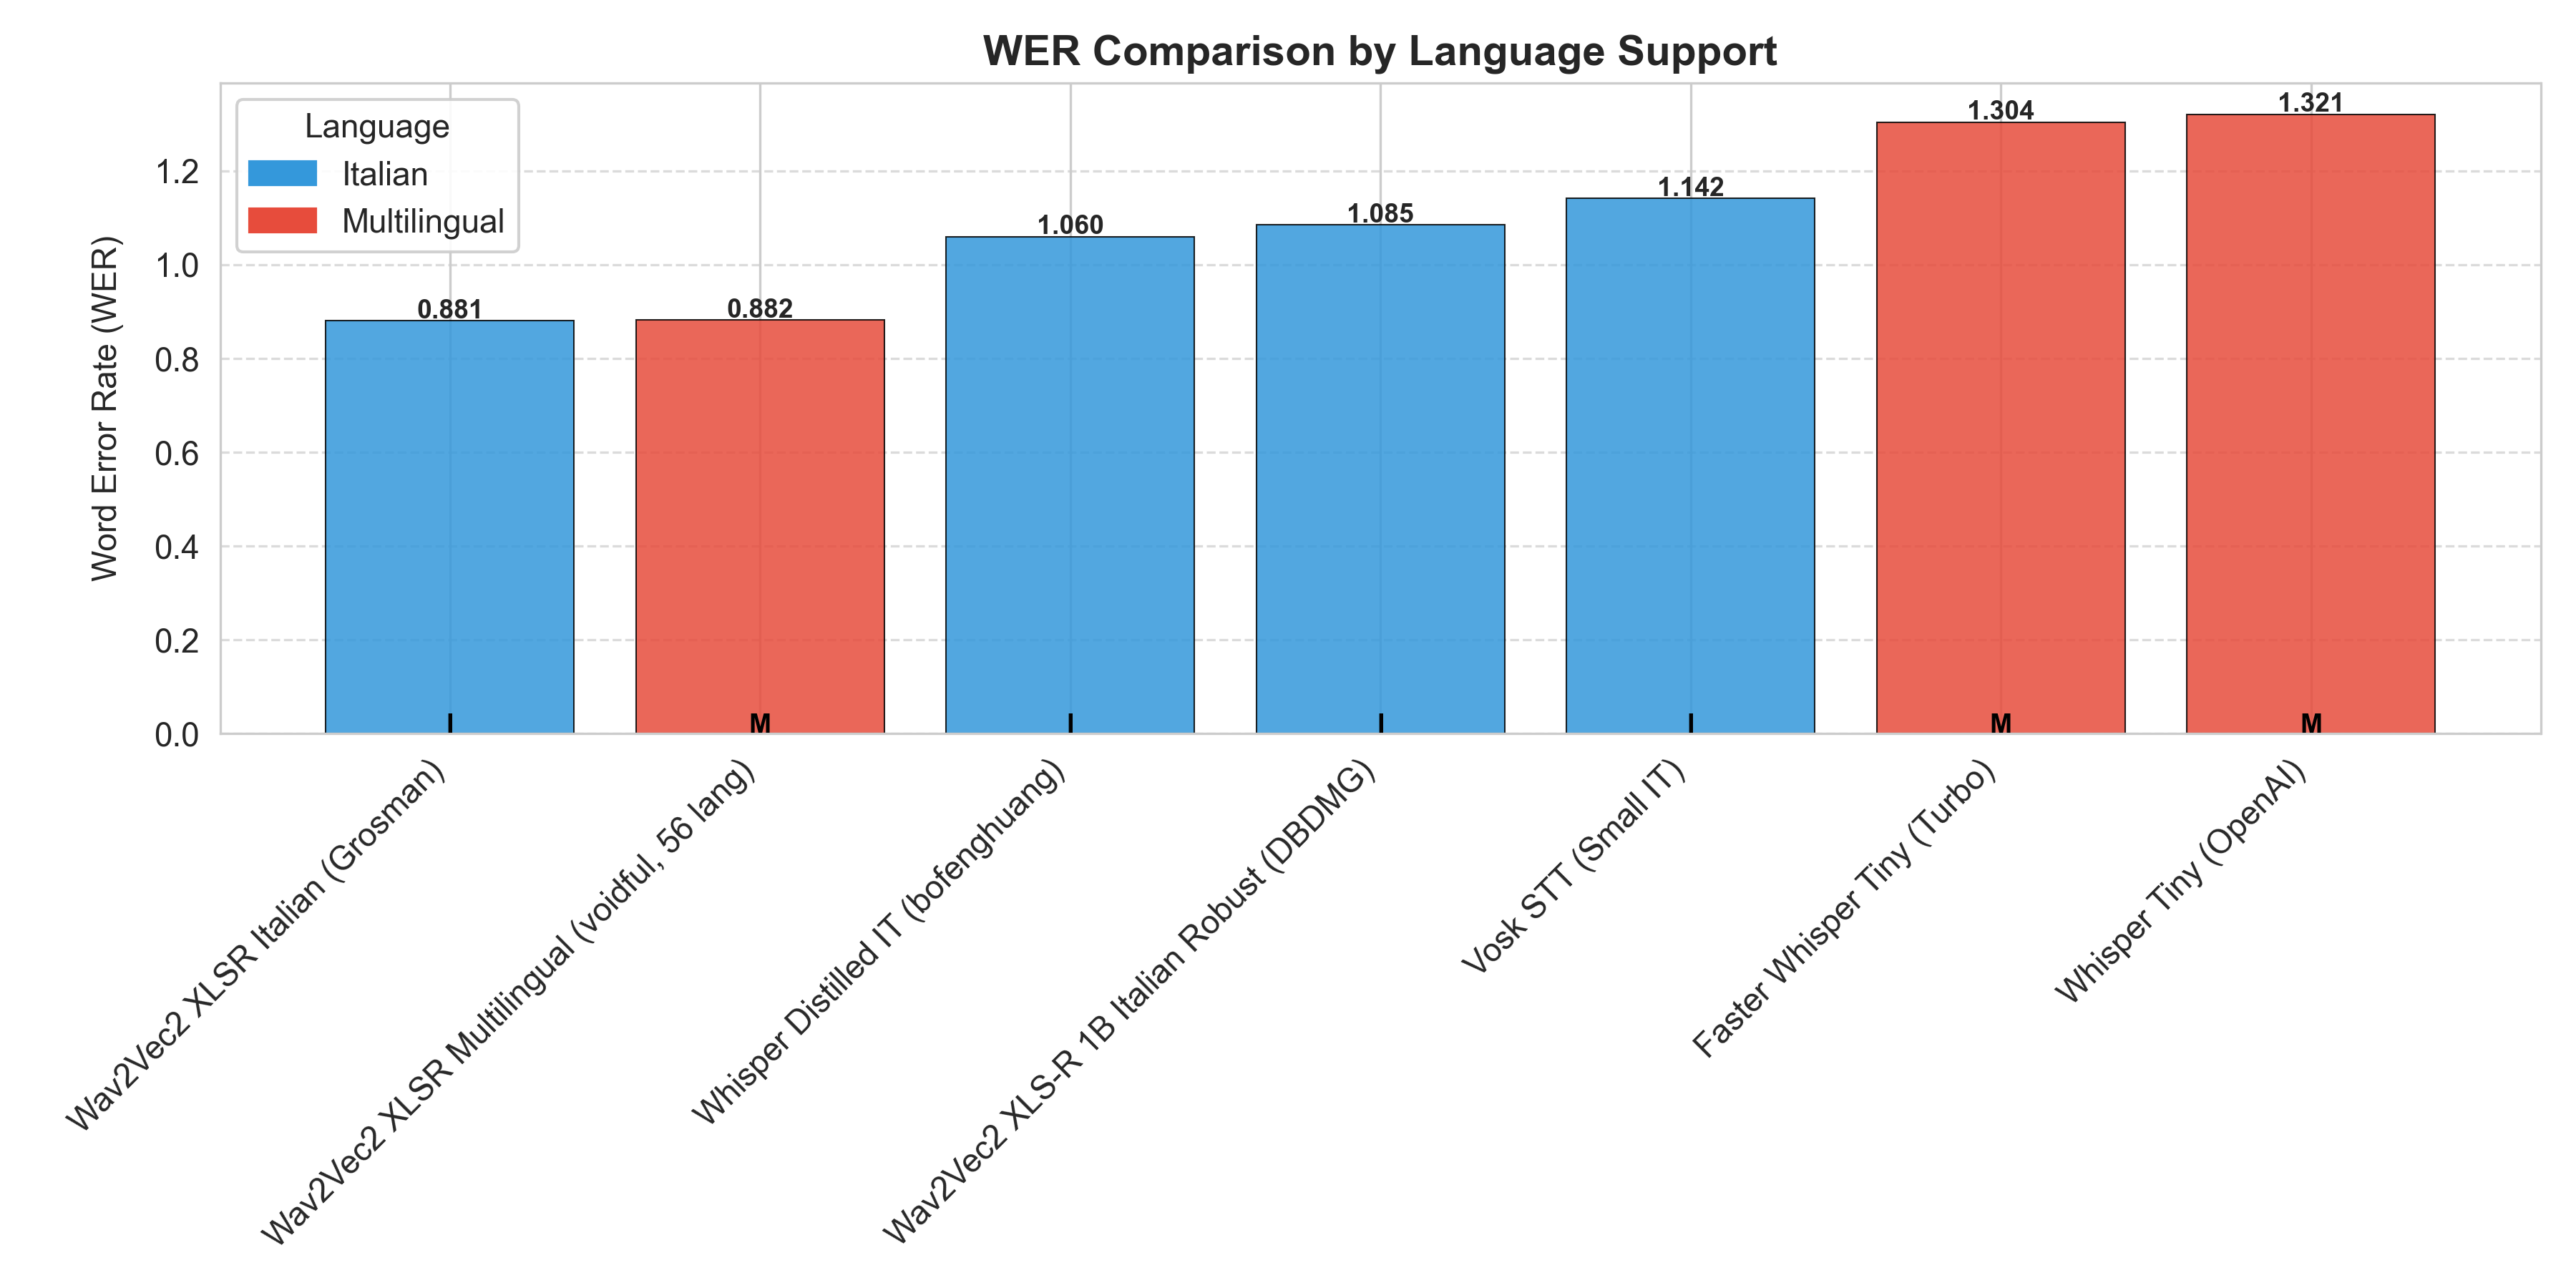 WER Comparison by Language Support
Language
Italian
Multilingual
Word Error Rate (WER)
1.2
1.0
0.8
0.6
0.4
0.2
0.0
0.881
0.882
1.060
1.085
1.142
1.304
1.321
I
M
I
I
I
M
M
Wav2Vec2 XLSR Italian (Grosman)
Wav2Vec2 XLSR Multilingual (voidful, 56 lang)
Whisper Distilled IT (bofenghuang)
Wav2Vec2 XLS-R 1B Italian Robust (DBDMG)
Vosk STT (Small IT)
Faster Whisper Tiny (Turbo)
Whisper Tiny (OpenAI)